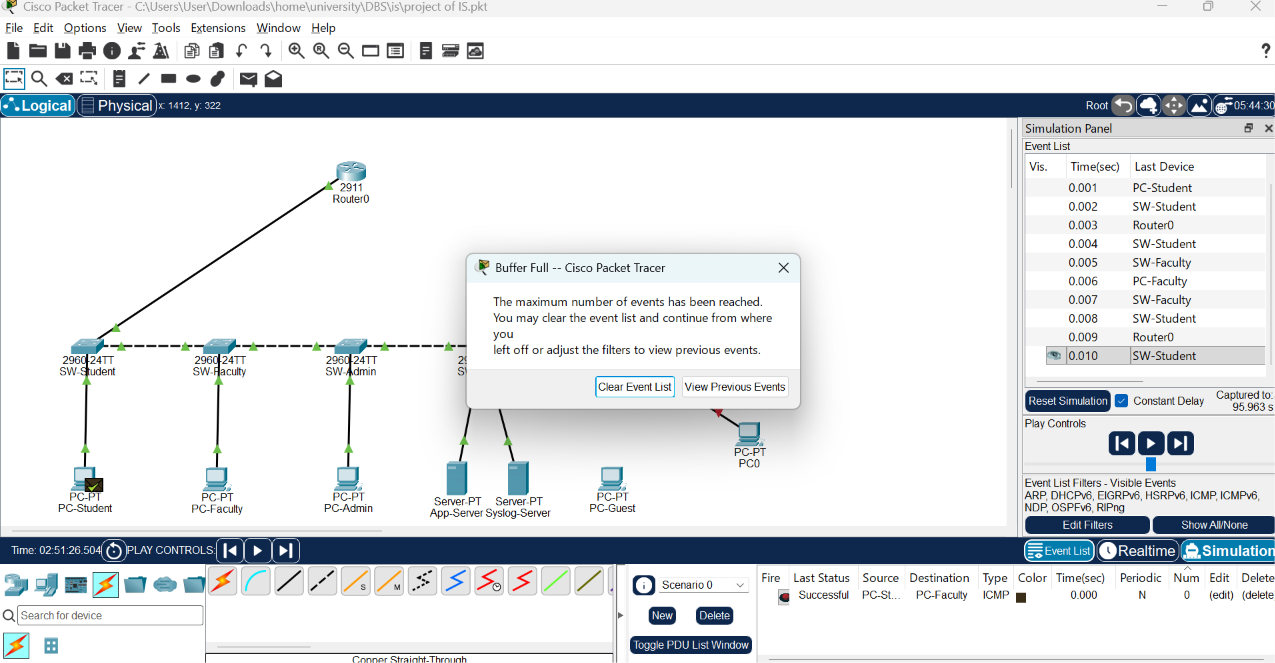 Cisco Packet Tracer - C:\Users\User\Downloads\home\university\DBS\is\project of IS.pkt
File Edit Options View Tools Extensions Window Help
Logical Physical x: 1412, y: 322 Root 05:44:30
Simulation Panel
Event List
Vis. Time(sec) Last Device
0.001 PC-Student
0.002 SW-Student
0.003 Router0
0.004 SW-Student
0.005 SW-Faculty
0.006 PC-Faculty
0.007 SW-Faculty
0.008 SW-Student
0.009 Router0
0.010 SW-Student
Reset Simulation Constant Delay Captured to:
95.963 s
Play Controls
Event List Filters - Visible Events
ARP, DHCPv6, EIGRPv6, HSRPv6, ICMP, ICMPv6,
NDP, OSPFv6, RIPng
Edit Filters Show All/None
Event List Realtime Simulation
2911
Router0
2960-24TT
SW-Student
2960-24TT
SW-Faculty
2960-24TT
SW-Admin
Buffer Full -- Cisco Packet Tracer
The maximum number of events has been reached.
You may clear the event list and continue from where
you
left off or adjust the filters to view previous events.
Clear Event List View Previous Events
PC-PT
PC0
PC-PT
PC-Student
PC-PT
PC-Faculty
PC-PT
PC-Admin
Server-PT
App-Server
Server-PT
Syslog-Server
PC-PT
PC-Guest
Time: 02:51:26.504 PLAY CONTROLS:
Search for device
S
M
Copper Straight-Through
Scenario 0
New Delete
Toggle PDU List Window
Fire Last Status Source Destination Type Color Time(sec) Periodic Num Edit Delete
Successful PC-St... PC-Faculty ICMP 0.000 N 0 (edit) (delete